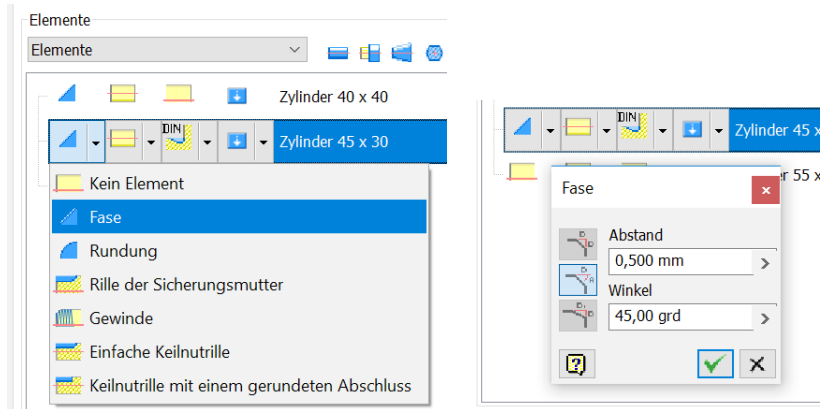 Elemente
Elemente
Zylinder 40 x 40
DIN
Zylinder 45 x 30
Kein Element
Fase
Rundung
Rille der Sicherungsmutter
Gewinde
Einfache Keilnutrille
Keilnutrille mit einem gerundeten Abschluss
DIN
Zylinder 45 x
er 55 x
Fase
Abstand
0,500 mm
Winkel
45,00 grd